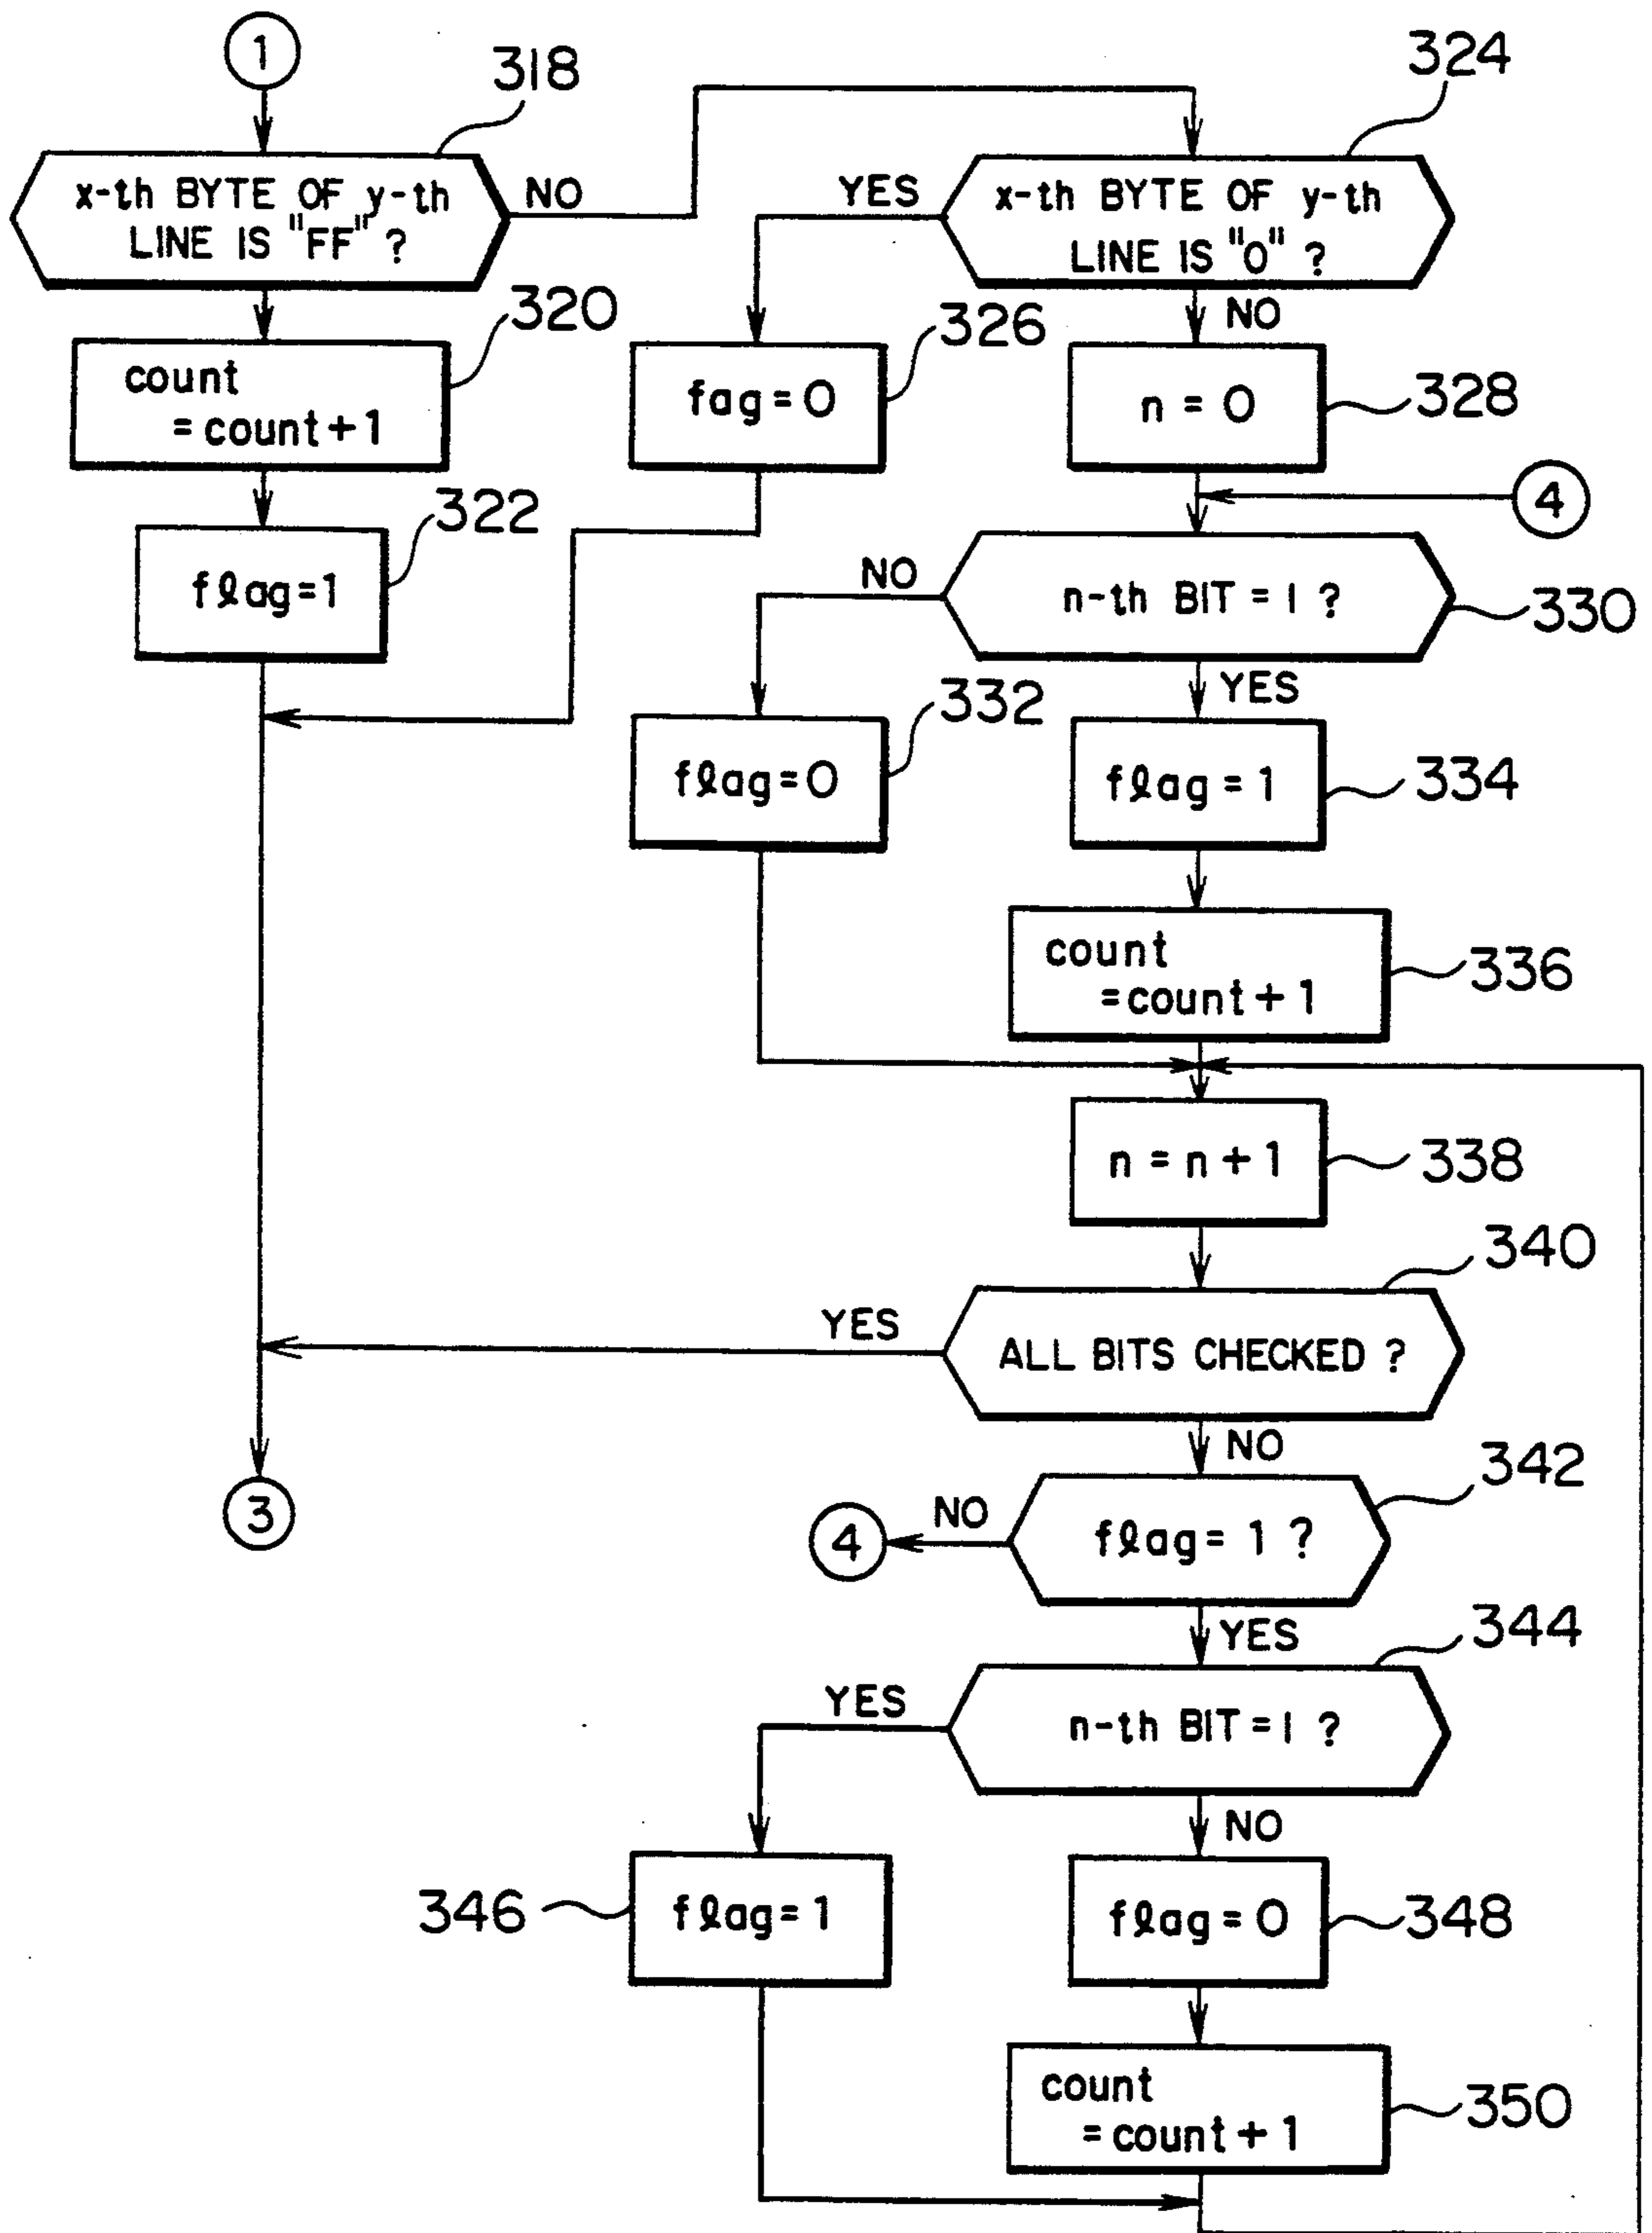 1
318
x-th BYTE OF y-th
LINE IS "FF" ?
NO
324
x-th BYTE OF y-th
LINE IS "0" ?
YES
NO
320
count
= count + 1
326
fag = 0
n = 0
328
4
322
flag = 1
n-th BIT = 1 ?
330
NO
YES
332
flag = 0
flag = 1
334
count
= count + 1
336
n = n + 1
338
340
ALL BITS CHECKED ?
YES
NO
3
342
flag = 1 ?
NO
4
YES
344
n-th BIT = 1 ?
YES
NO
346
flag = 1
flag = 0
348
count
= count + 1
350